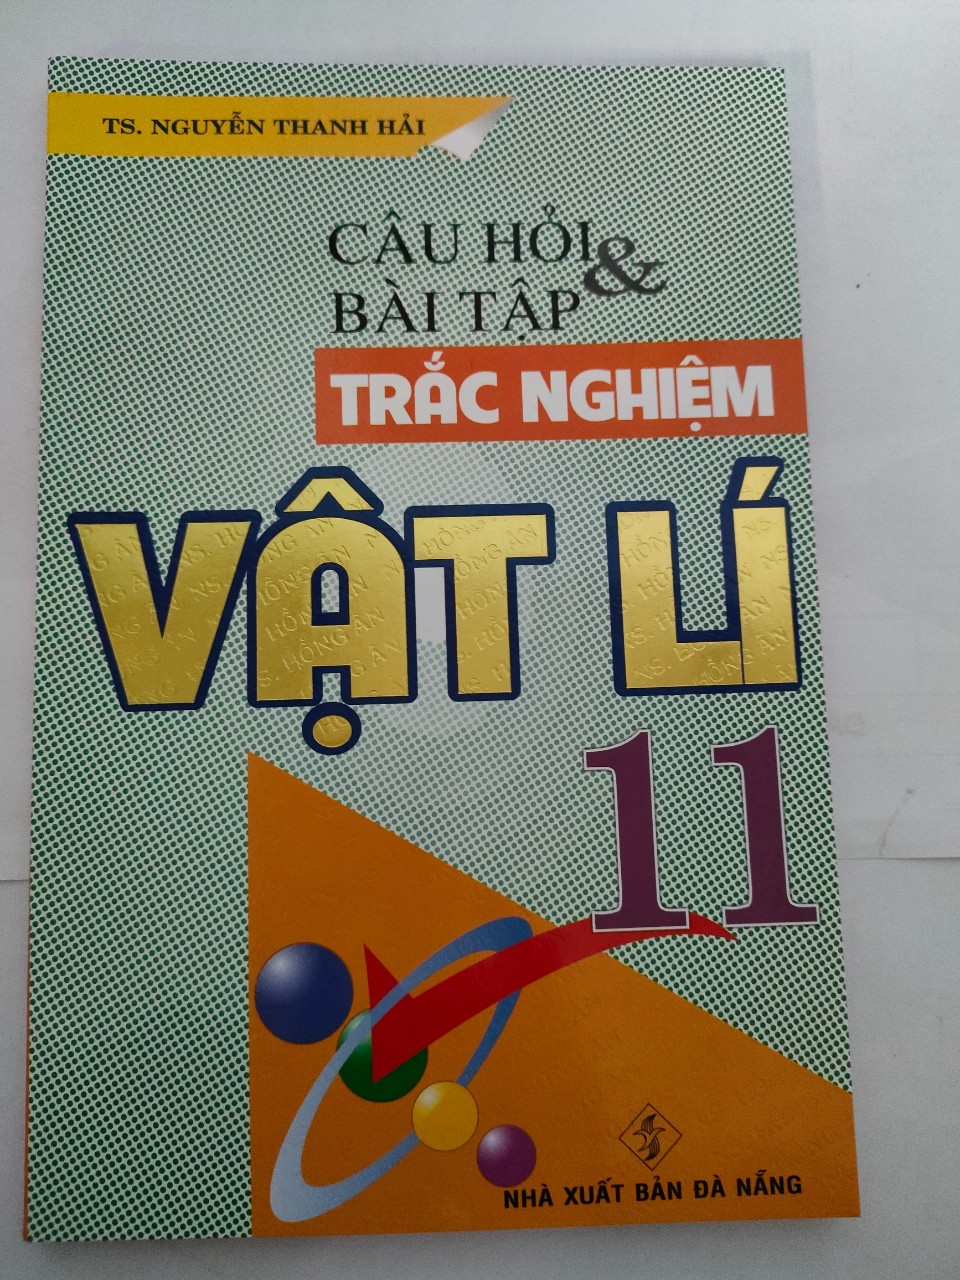 TS. NGUYỄN THANH HẢI
CÂU HỎI &
BÀI TẬP
TRẮC NGHIỆM
VẬT LÍ
11
NHÀ XUẤT BẢN ĐÀ NẴNG